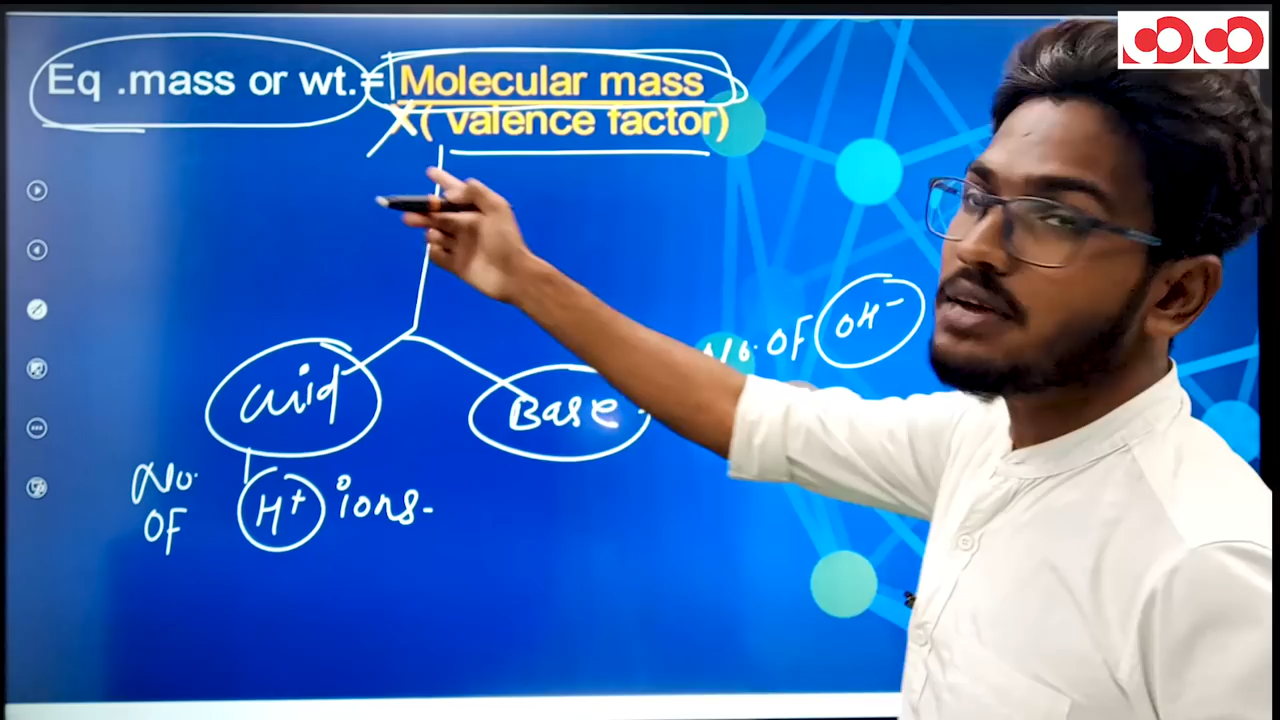 Eq .mass or wt.= Molecular mass
X( valence factor)
No. OF OH⁻
acid
Base
No.
OF H⁺ ions.